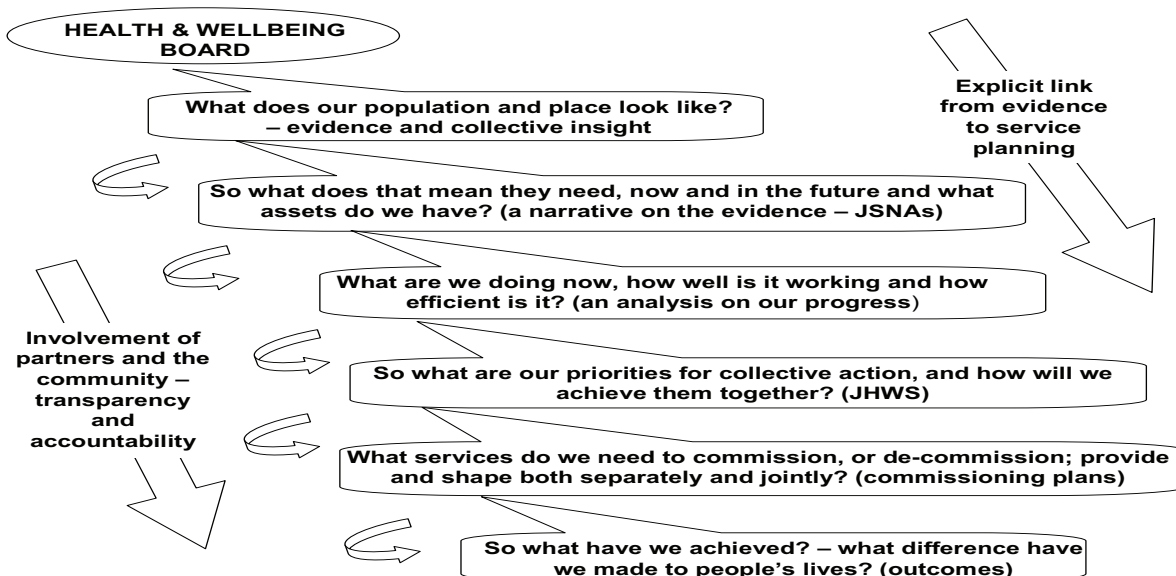 HEALTH & WELLBEING
BOARD
What does our population and place look like?
– evidence and collective insight
Explicit link
from evidence
to service
planning
So what does that mean they need, now and in the future and what
assets do we have? (a narrative on the evidence – JSNAs)
What are we doing now, how well is it working and how
efficient is it? (an analysis on our progress)
Involvement of
partners and the
community –
transparency
and
accountability
So what are our priorities for collective action, and how will we
achieve them together? (JHWS)
What services do we need to commission, or de-commission; provide
and shape both separately and jointly? (commissioning plans)
So what have we achieved? – what difference have
we made to people's lives? (outcomes)